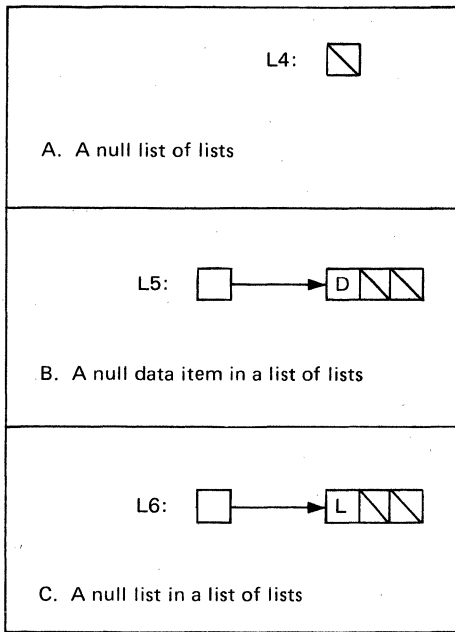 L4:
A. A null list of lists
L5: D
B. A null data item in a list of lists
L6: L
C. A null list in a list of lists